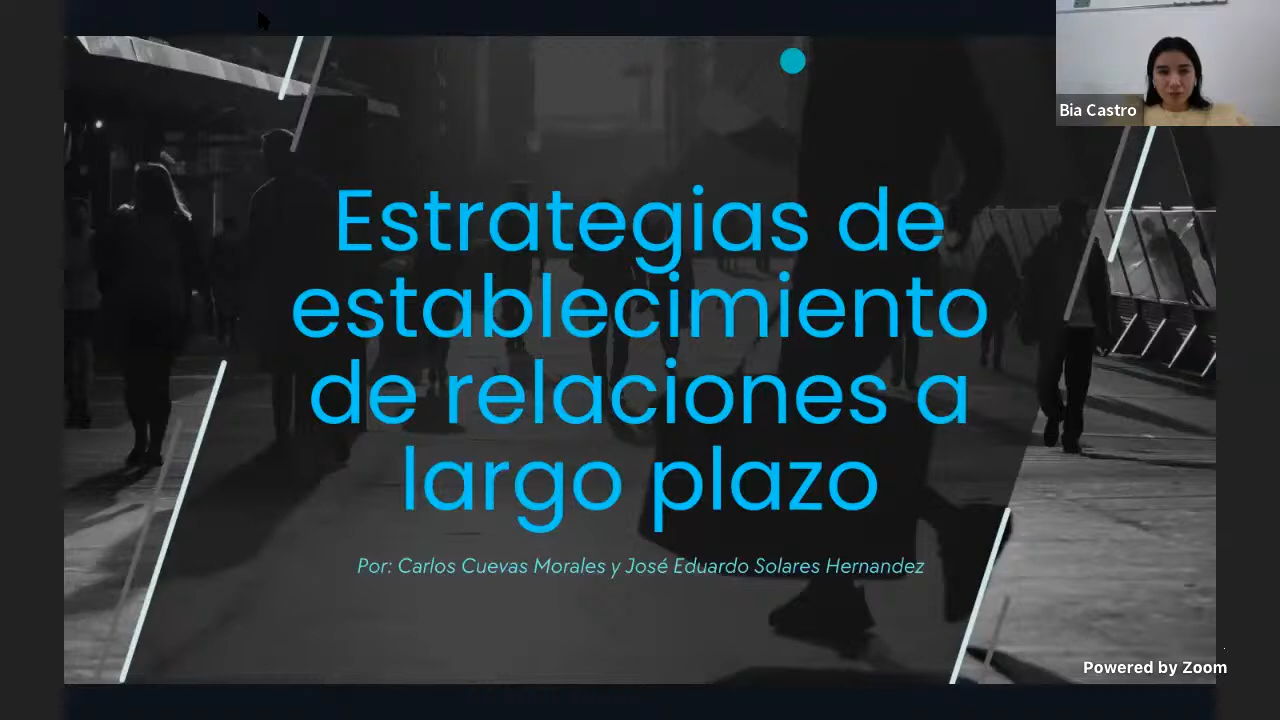 Bia Castro
Estrategias de
establecimiento
de relaciones a
largo plazo
Por: Carlos Cuevas Morales y José Eduardo Solares Hernandez
Powered by Zoom